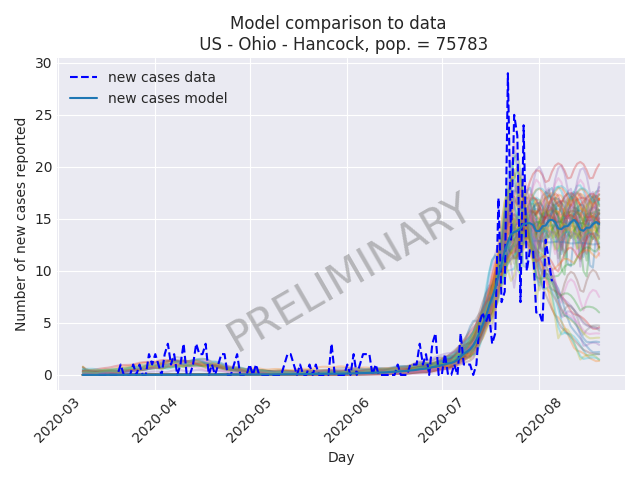 Model comparison to data
US - Ohio - Hancock, pop. = 75783
30
25
20
15
10
5
0
Number of new cases reported
new cases data
new cases model
PRELIMINARY
2020-03
2020-04
2020-05
2020-06
2020-07
2020-08
Day